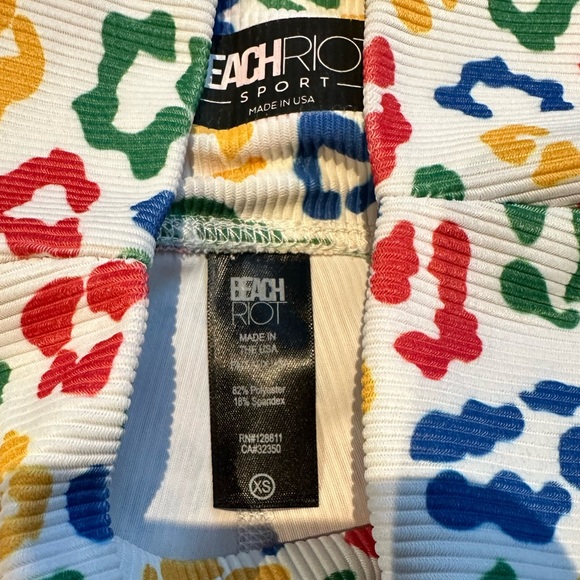 BEACHRIOT
SPORT
MADE IN USA
BEACH
RIOT
MADE IN
THE USA
82% Polyester
18% Spandex
RN#128611
CA#32350
XS